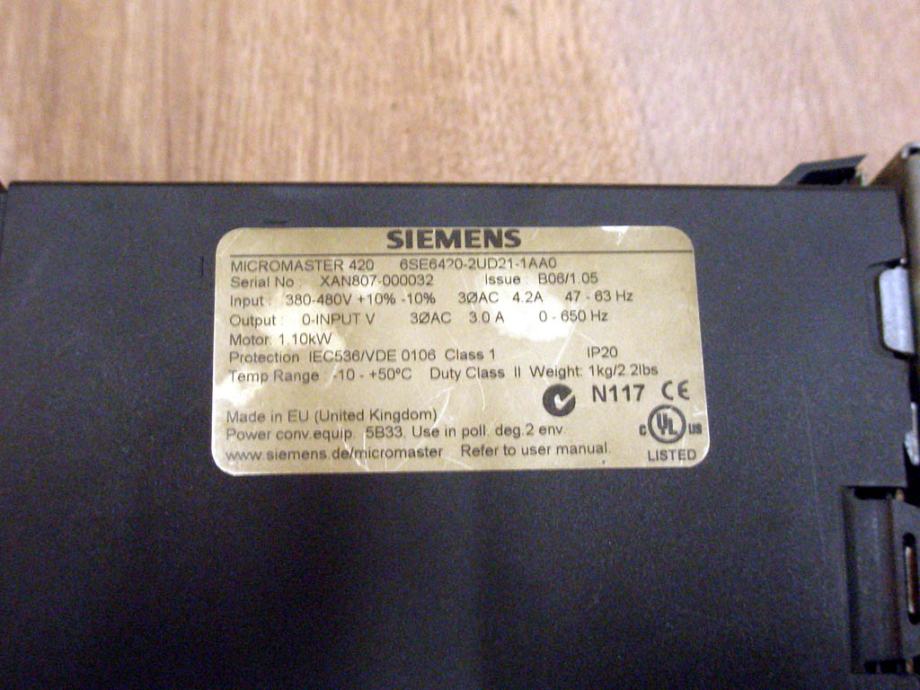 SIEMENS
MICROMASTER 420 6SE6420-2UD21-1AA0
Serial No XAN807-000032 Issue : B06/1.05
Input : 380-480V +10% -10% 3ØAC 4.2A 47 - 63 Hz
Output : 0-INPUT V 3ØAC 3.0 A 0 - 650 Hz
Motor: 1.10kW
Protection IEC536/VDE 0106 Class 1 IP20
Temp Range -10 - +50ºC Duty Class II Weight: 1kg/2.2lbs
N117 CE
Made in EU (United Kingdom)
Power conv.equip. 5B33. Use in poll. deg.2 env.
C UL US
www.siemens.de/micromaster Refer to user manual. LISTED